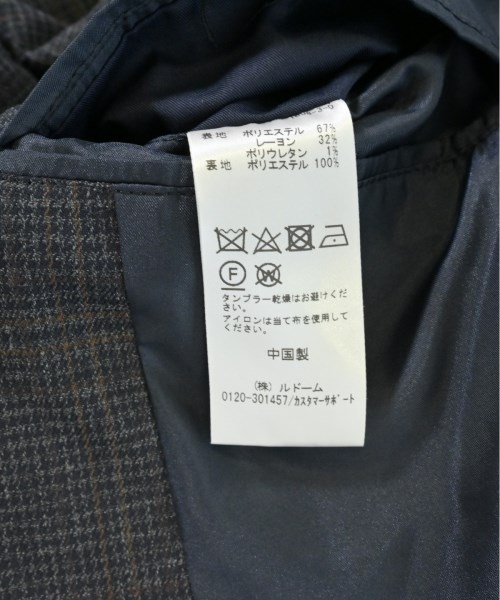 表地 ポリエステル 67%
レーヨン 32%
ポリウレタン 1%
裏地 ポリエステル 100%
F W
タンブラー乾燥はお避けくだ
さい。
アイロンは当て布を使用して
ください。
中国製
(株) ルドーム
0120-301457/カスタマーサポート